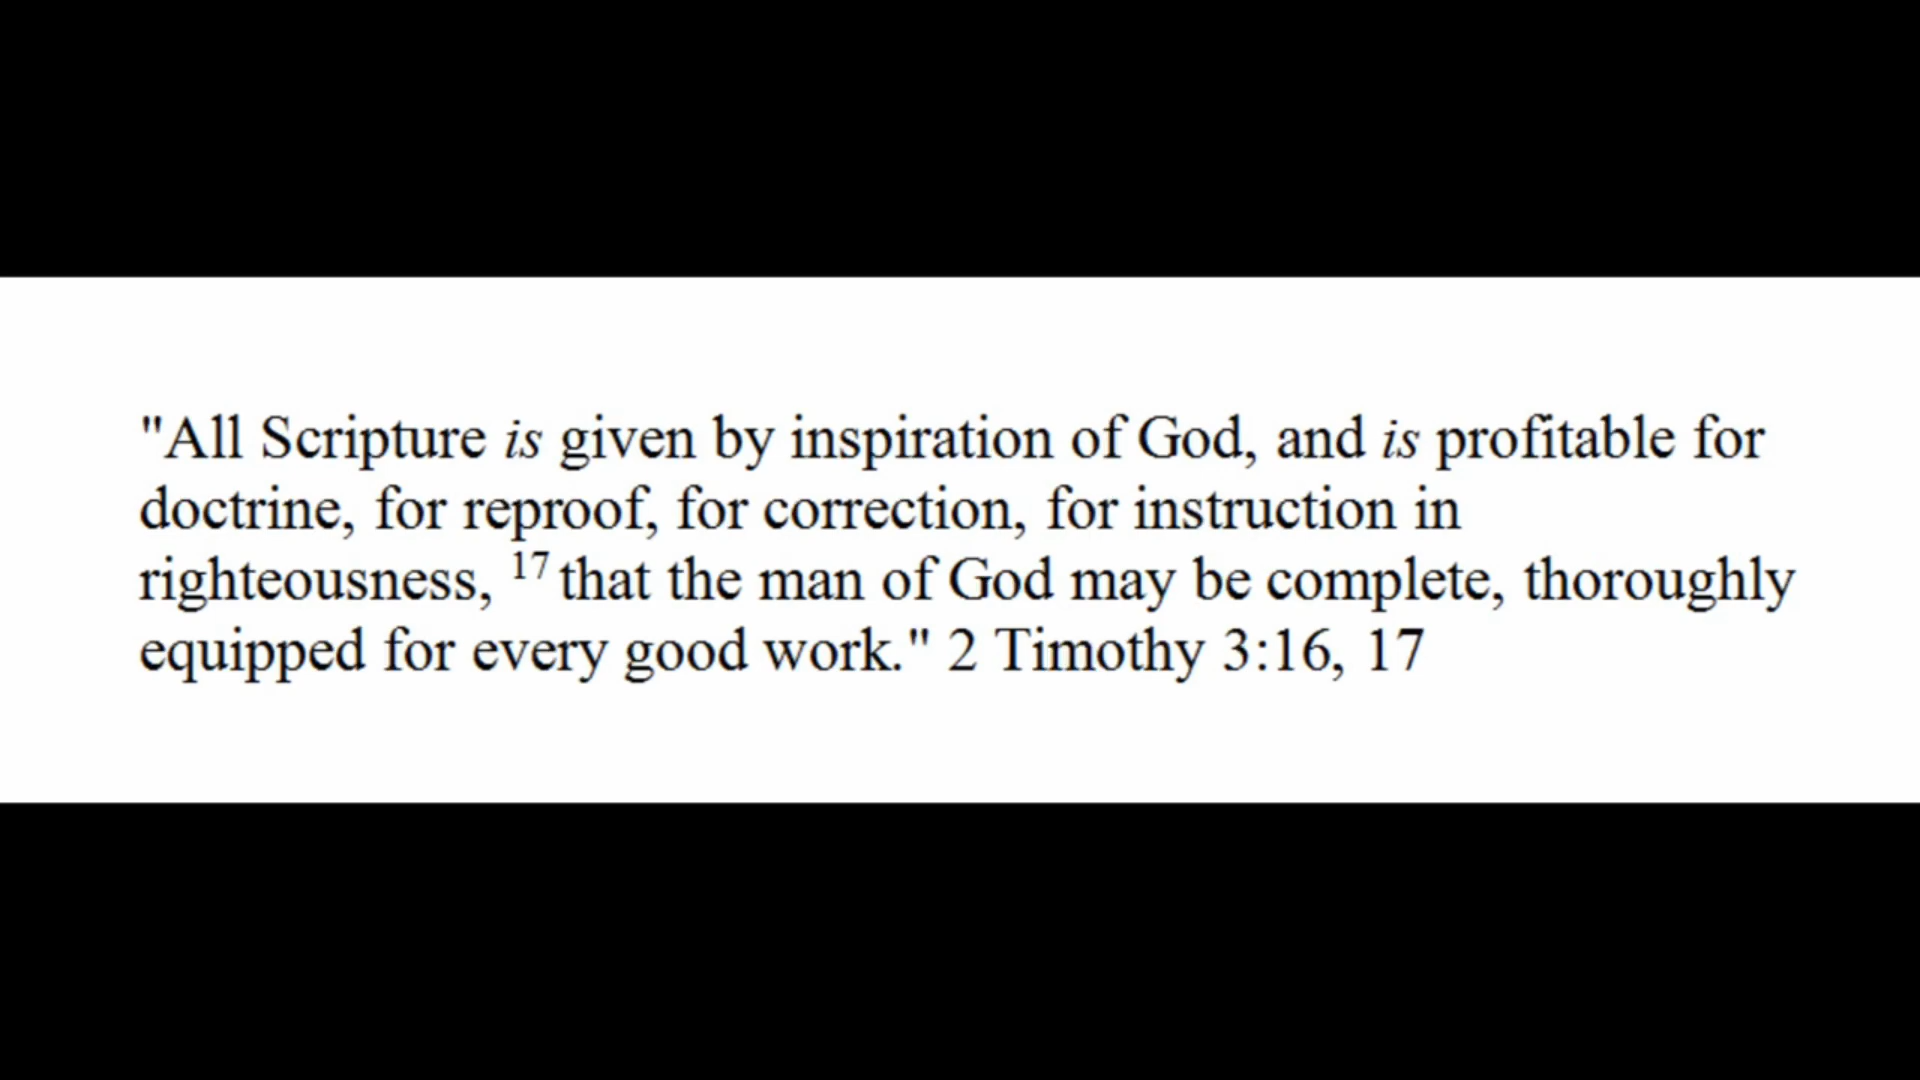 "All Scripture is given by inspiration of God, and is profitable for
doctrine, for reproof, for correction, for instruction in
righteousness, 17 that the man of God may be complete, thoroughly
equipped for every good work." 2 Timothy 3:16, 17